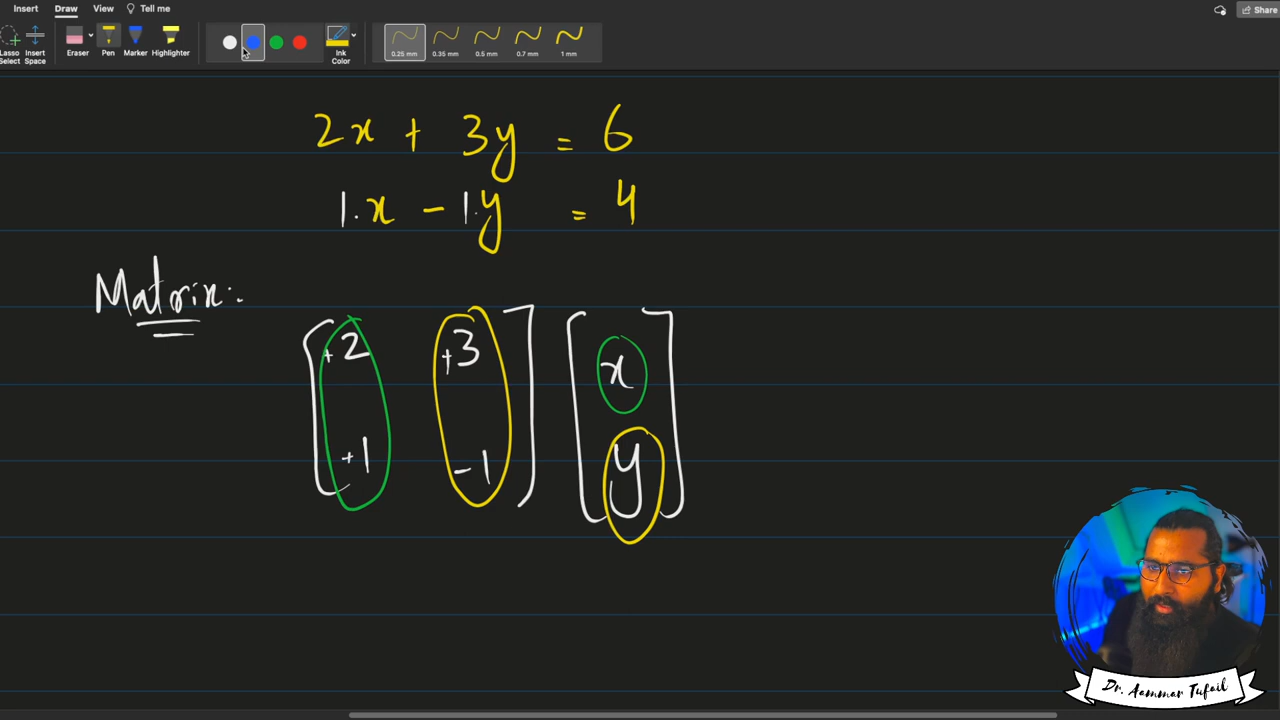 Insert Draw View Tell me Share
Lasso Select Insert Space Eraser Pen Marker Highlighter Ink Color 0.25 mm 0.35 mm 0.5 mm 0.7 mm 1 mm
2x + 3y = 6
1.x - 1.y = 4
Matrix:
[+2 +3] [x]
[+1 -1] [y]
Dr. Aammar Tufail